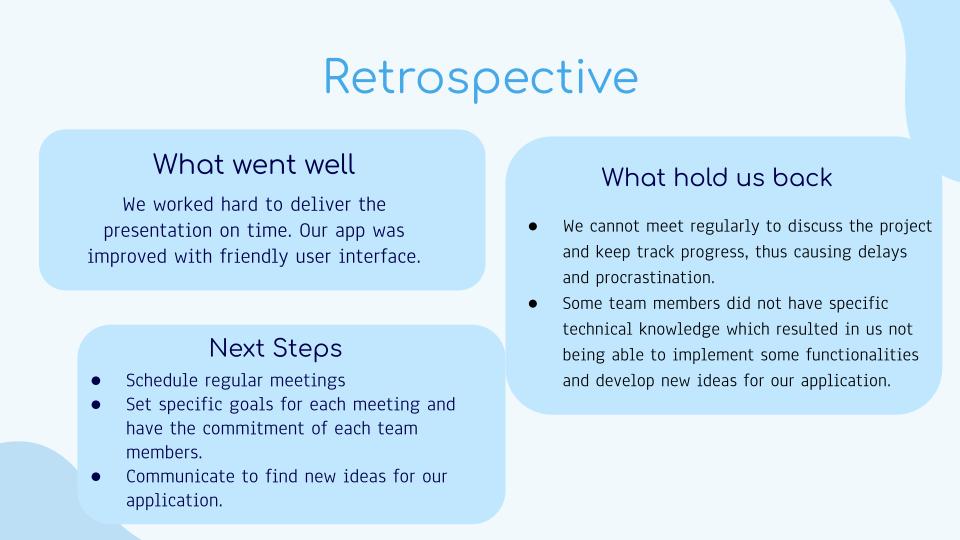 Retrospective
What went well
We worked hard to deliver the
presentation on time. Our app was
improved with friendly user interface.
What hold us back
● We cannot meet regularly to discuss the project
and keep track progress, thus causing delays
and procrastination.
● Some team members did not have specific
technical knowledge which resulted in us not
being able to implement some functionalities
and develop new ideas for our application.
Next Steps
● Schedule regular meetings
● Set specific goals for each meeting and
have the commitment of each team
members.
● Communicate to find new ideas for our
application.